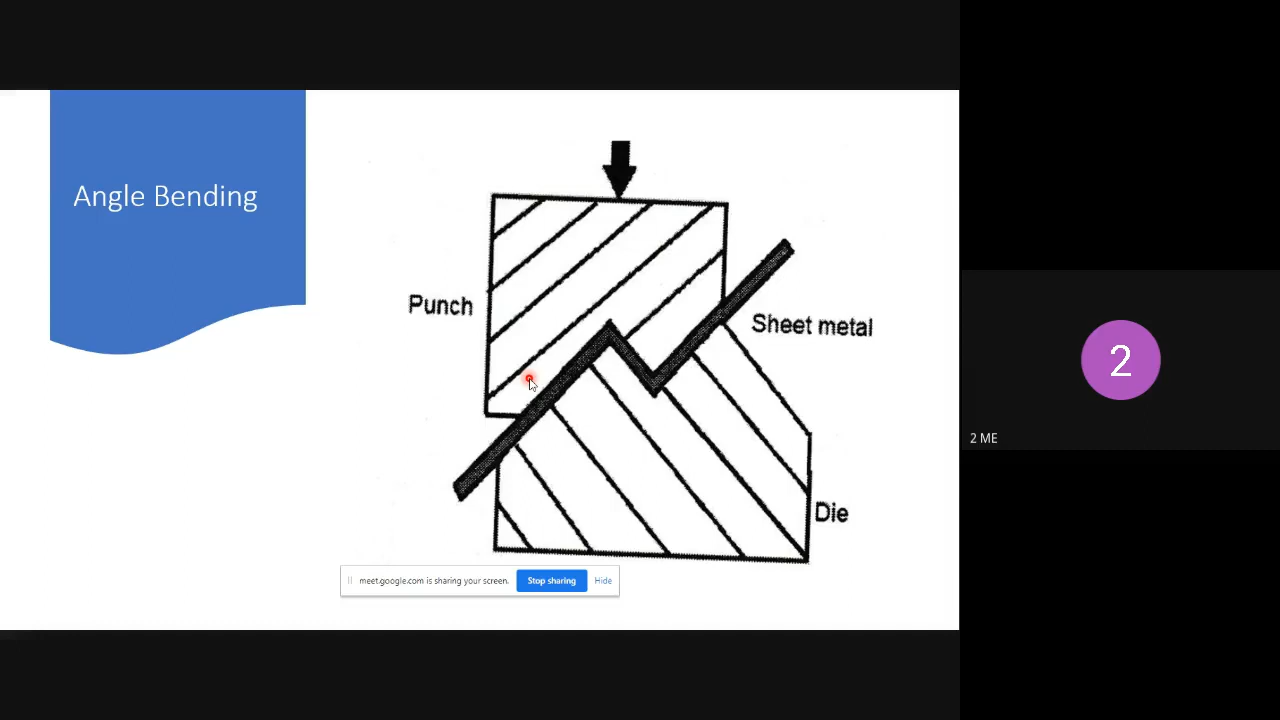 Angle Bending
Punch
Sheet metal
Die
meet.google.com is sharing your screen.
Stop sharing
Hide
2
2 ME